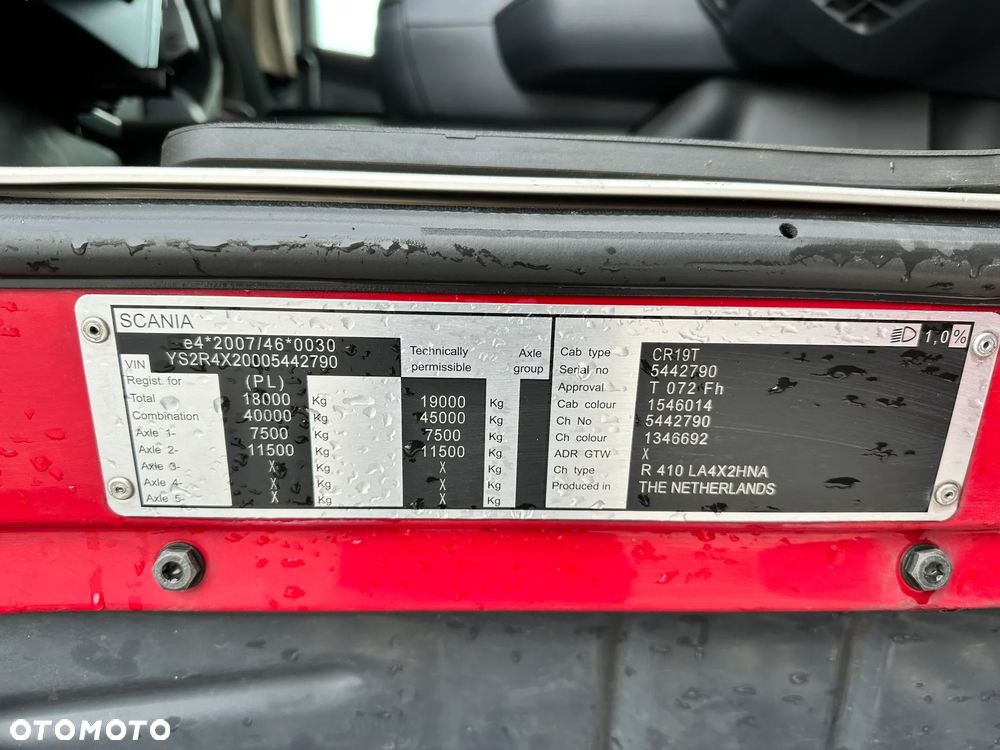 SCANIA
e4*2007/46*0030
VIN YS2R4X20005442790
Technically permissible
Axle group
Regist. for (PL)
Total 18000 Kg 19000 Kg
Combination 40000 Kg 45000 Kg
Axle 1- 7500 Kg 7500 Kg
Axle 2- 11500 Kg 11500 Kg
Axle 3- X Kg X Kg
Axle 4- X Kg X Kg
Axle 5- X Kg X Kg
1,0 %
Cab type CR19T
Serial no 5442790
Approval T 072 Fh
Cab colour 1546014
Ch No 5442790
Ch colour 1346692
ADR GTW X
Ch type R 410 LA4X2HNA
Produced in THE NETHERLANDS
OTOMOTO